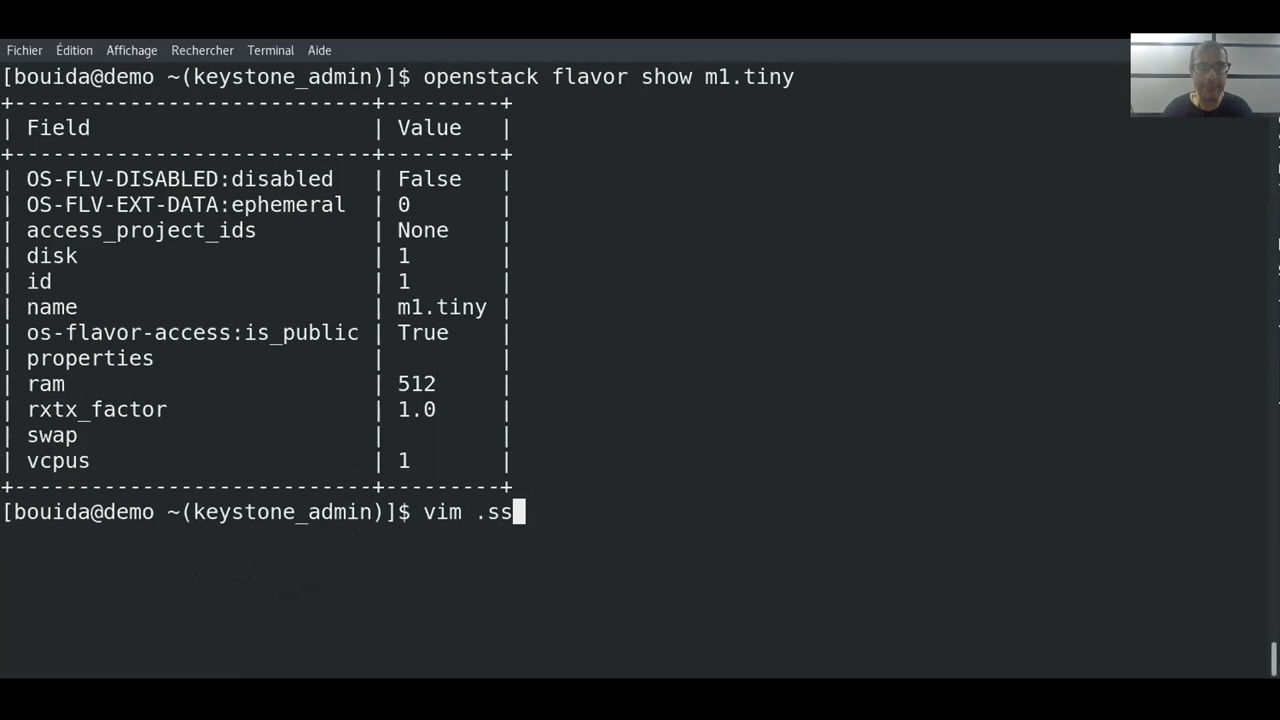 Fichier Édition Affichage Rechercher Terminal Aide
[bouida@demo ~(keystone_admin)]$ openstack flavor show m1.tiny
+----------------------------+---------+
| Field                      | Value   |
+----------------------------+---------+
| OS-FLV-DISABLED:disabled   | False   |
| OS-FLV-EXT-DATA:ephemeral  | 0       |
| access_project_ids         | None    |
| disk                       | 1       |
| id                         | 1       |
| name                       | m1.tiny |
| os-flavor-access:is_public | True    |
| properties                 |         |
| ram                        | 512     |
| rxtx_factor                | 1.0     |
| swap                       |         |
| vcpus                      | 1       |
+----------------------------+---------+
[bouida@demo ~(keystone_admin)]$ vim .ss